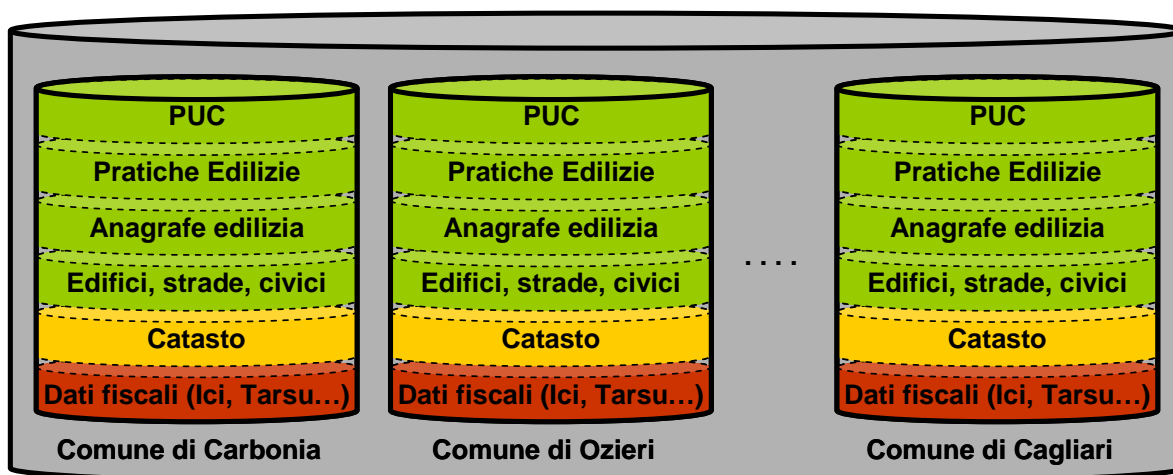 PUC
Pratiche Edilizie
Anagrafe edilizia
Edifici, strade, civici
Catasto
Dati fiscali (Ici, Tarsu…)
Comune di Carbonia
PUC
Pratiche Edilizie
Anagrafe edilizia
Edifici, strade, civici
Catasto
Dati fiscali (Ici, Tarsu…)
Comune di Ozieri
. . . .
PUC
Pratiche Edilizie
Anagrafe edilizia
Edifici, strade, civici
Catasto
Dati fiscali (Ici, Tarsu…)
Comune di Cagliari